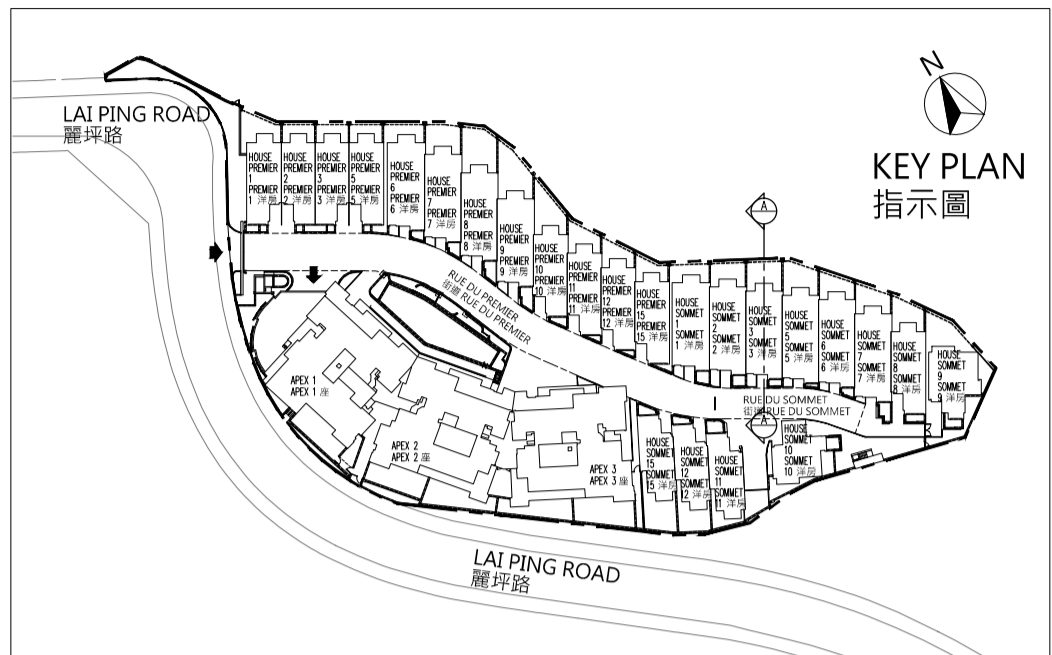 N
KEY PLAN
指示圖
LAI PING ROAD
麗坪路
HOUSE
PREMIER
1
PREMIER
1 洋房
HOUSE
PREMIER
2
PREMIER
2 洋房
HOUSE
PREMIER
3
PREMIER
3 洋房
HOUSE
PREMIER
5
PREMIER
5 洋房
HOUSE
PREMIER
6
PREMIER
6 洋房
HOUSE
PREMIER
7
PREMIER
7 洋房
HOUSE
PREMIER
8
PREMIER
8 洋房
HOUSE
PREMIER
9
PREMIER
9 洋房
HOUSE
PREMIER
10
PREMIER
10 洋房
HOUSE
PREMIER
11
PREMIER
11 洋房
HOUSE
PREMIER
12
PREMIER
12 洋房
HOUSE
PREMIER
15
PREMIER
15 洋房
HOUSE
SOMMET
1
SOMMET
1 洋房
HOUSE
SOMMET
2
SOMMET
2 洋房
A
HOUSE
SOMMET
3
SOMMET
3 洋房
HOUSE
SOMMET
5
SOMMET
5 洋房
HOUSE
SOMMET
6
SOMMET
6 洋房
HOUSE
SOMMET
7
SOMMET
7 洋房
HOUSE
SOMMET
8
SOMMET
8 洋房
HOUSE
SOMMET
9
SOMMET
9 洋房
RUE DU PREMIER
街道 RUE DU PREMIER
RUE DU SOMMET
街道 RUE DU SOMMET
A
APEX 1
APEX 1 座
APEX 2
APEX 2 座
APEX 3
APEX 3 座
HOUSE
SOMMET
15
SOMMET
15 洋房
HOUSE
SOMMET
12
SOMMET
12 洋房
HOUSE
SOMMET
11
SOMMET
11 洋房
HOUSE
SOMMET
10
SOMMET
10 洋房
LAI PING ROAD
麗坪路